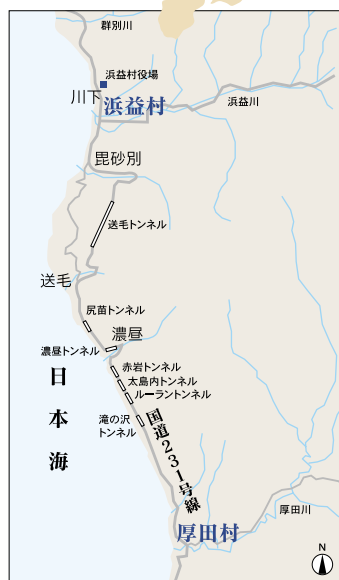 群別川
浜益村役場
川下
浜益村
浜益川
毘砂別
送毛トンネル
送毛
尻苗トンネル
濃昼
濃昼トンネル
赤岩トンネル
太島内トンネル
ルーラントンネル
日本海
滝の沢
トンネル
国道231号線
厚田川
厚田村
N